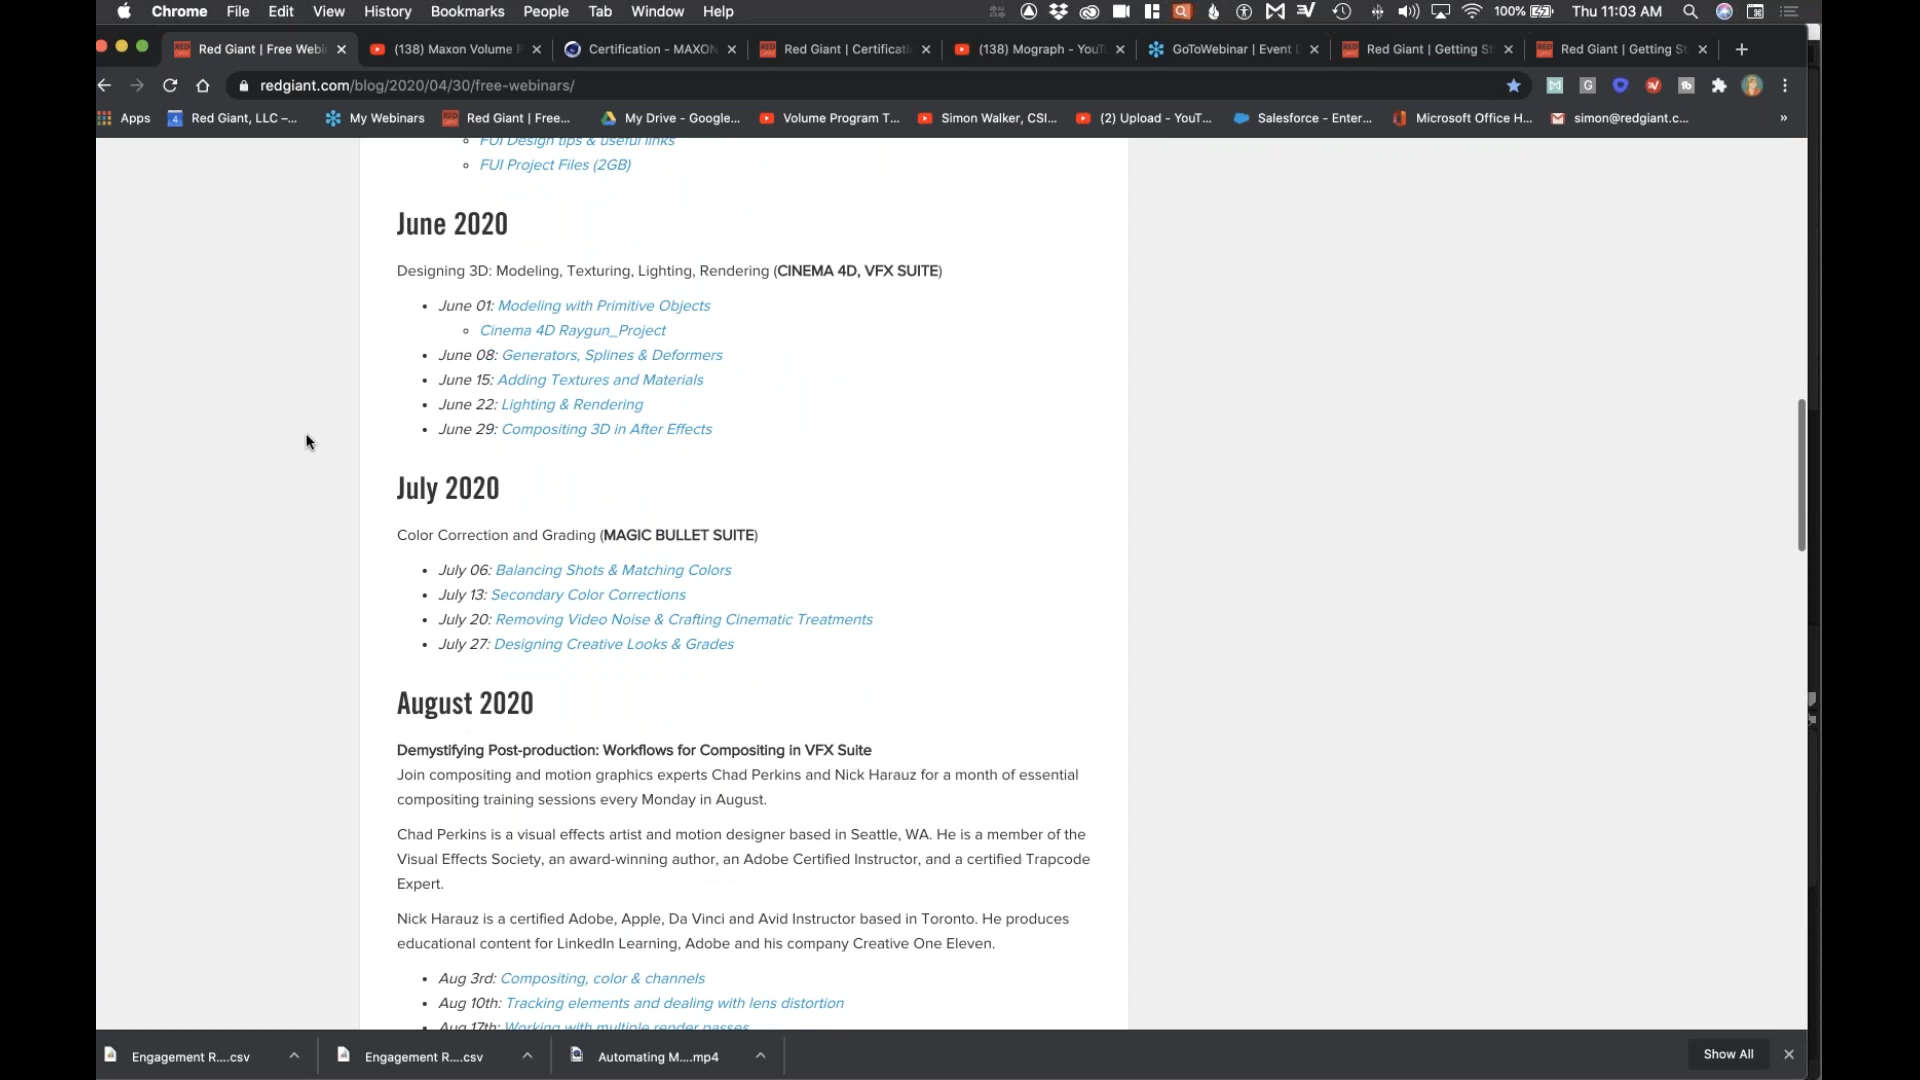 Chrome File Edit View History Bookmarks People Tab Window Help 100% Thu 11:03 AM
Red Giant | Free Webi (138) Maxon Volume P Certification - MAXON Red Giant | Certificati (138) Mograph - YouT GoToWebinar | Event Red Giant | Getting S Red Giant | Getting S
redgiant.com/blog/2020/04/30/free-webinars/
Apps Red Giant, LLC –... My Webinars Red Giant | Free... My Drive - Google... Volume Program T... Simon Walker, CSI... (2) Upload - YouT... Salesforce - Enter... Microsoft Office H... simon@redgiant.c... »
FUI Design tips & useful links
FUI Project Files (2GB)
June 2020
Designing 3D: Modeling, Texturing, Lighting, Rendering (CINEMA 4D, VFX SUITE)
June 01: Modeling with Primitive Objects
Cinema 4D Raygun_Project
June 08: Generators, Splines & Deformers
June 15: Adding Textures and Materials
June 22: Lighting & Rendering
June 29: Compositing 3D in After Effects
July 2020
Color Correction and Grading (MAGIC BULLET SUITE)
July 06: Balancing Shots & Matching Colors
July 13: Secondary Color Corrections
July 20: Removing Video Noise & Crafting Cinematic Treatments
July 27: Designing Creative Looks & Grades
August 2020
Demystifying Post-production: Workflows for Compositing in VFX Suite
Join compositing and motion graphics experts Chad Perkins and Nick Harauz for a month of essential
compositing training sessions every Monday in August.
Chad Perkins is a visual effects artist and motion designer based in Seattle, WA. He is a member of the
Visual Effects Society, an award-winning author, an Adobe Certified Instructor, and a certified Trapcode
Expert.
Nick Harauz is a certified Adobe, Apple, Da Vinci and Avid Instructor based in Toronto. He produces
educational content for LinkedIn Learning, Adobe and his company Creative One Eleven.
Aug 3rd: Compositing, color & channels
Aug 10th: Tracking elements and dealing with lens distortion
Aug 17th: Working with multiple render passes
Engagement R....csv Engagement R....csv Automating M....mp4 Show All